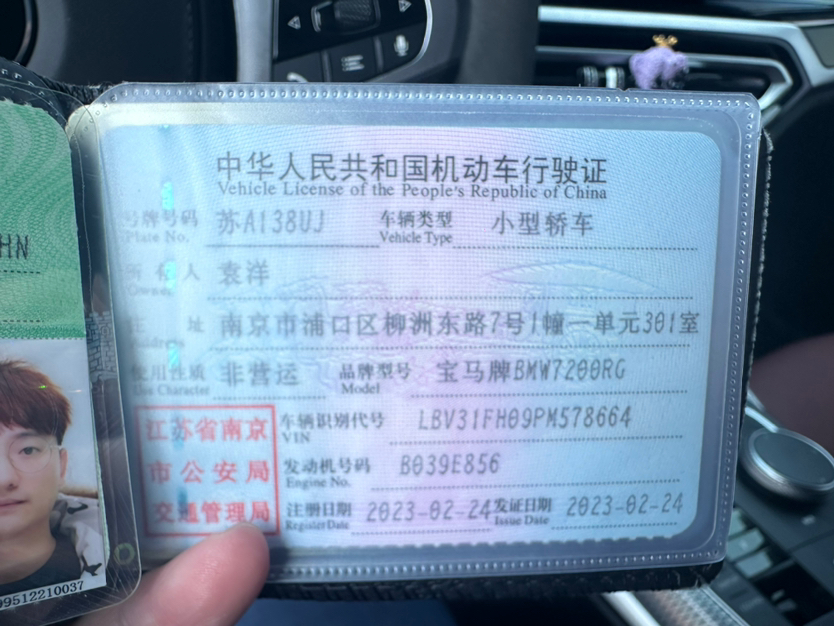 中华人民共和国机动车行驶证
Vehicle License of the People's Republic of China
号牌号码 苏A138UJ 车辆类型 小型轿车
Plate No. Vehicle Type
所有人 袁洋
Owner
住址 南京市浦口区柳洲东路7号1幢一单元301室
Address
使用性质 非营运 品牌型号 宝马牌BMW7200RG
Use Character Model
江苏省南京
市公安局
交通管理局
车辆识别代号 LBV31FH09PM578664
VIN
发动机号码 B039E856
Engine No.
注册日期 2023-02-24 发证日期 2023-02-24
Register Date Issue Date
HN
99512210037